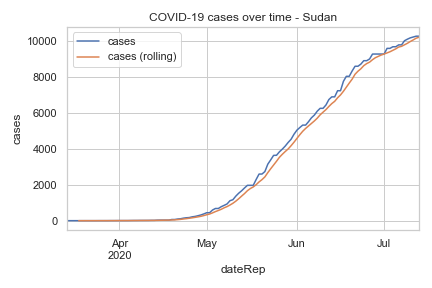 COVID-19 cases over time - Sudan
cases
cases (rolling)
10000
8000
6000
4000
2000
0
cases
Apr
2020
May
Jun
Jul
dateRep